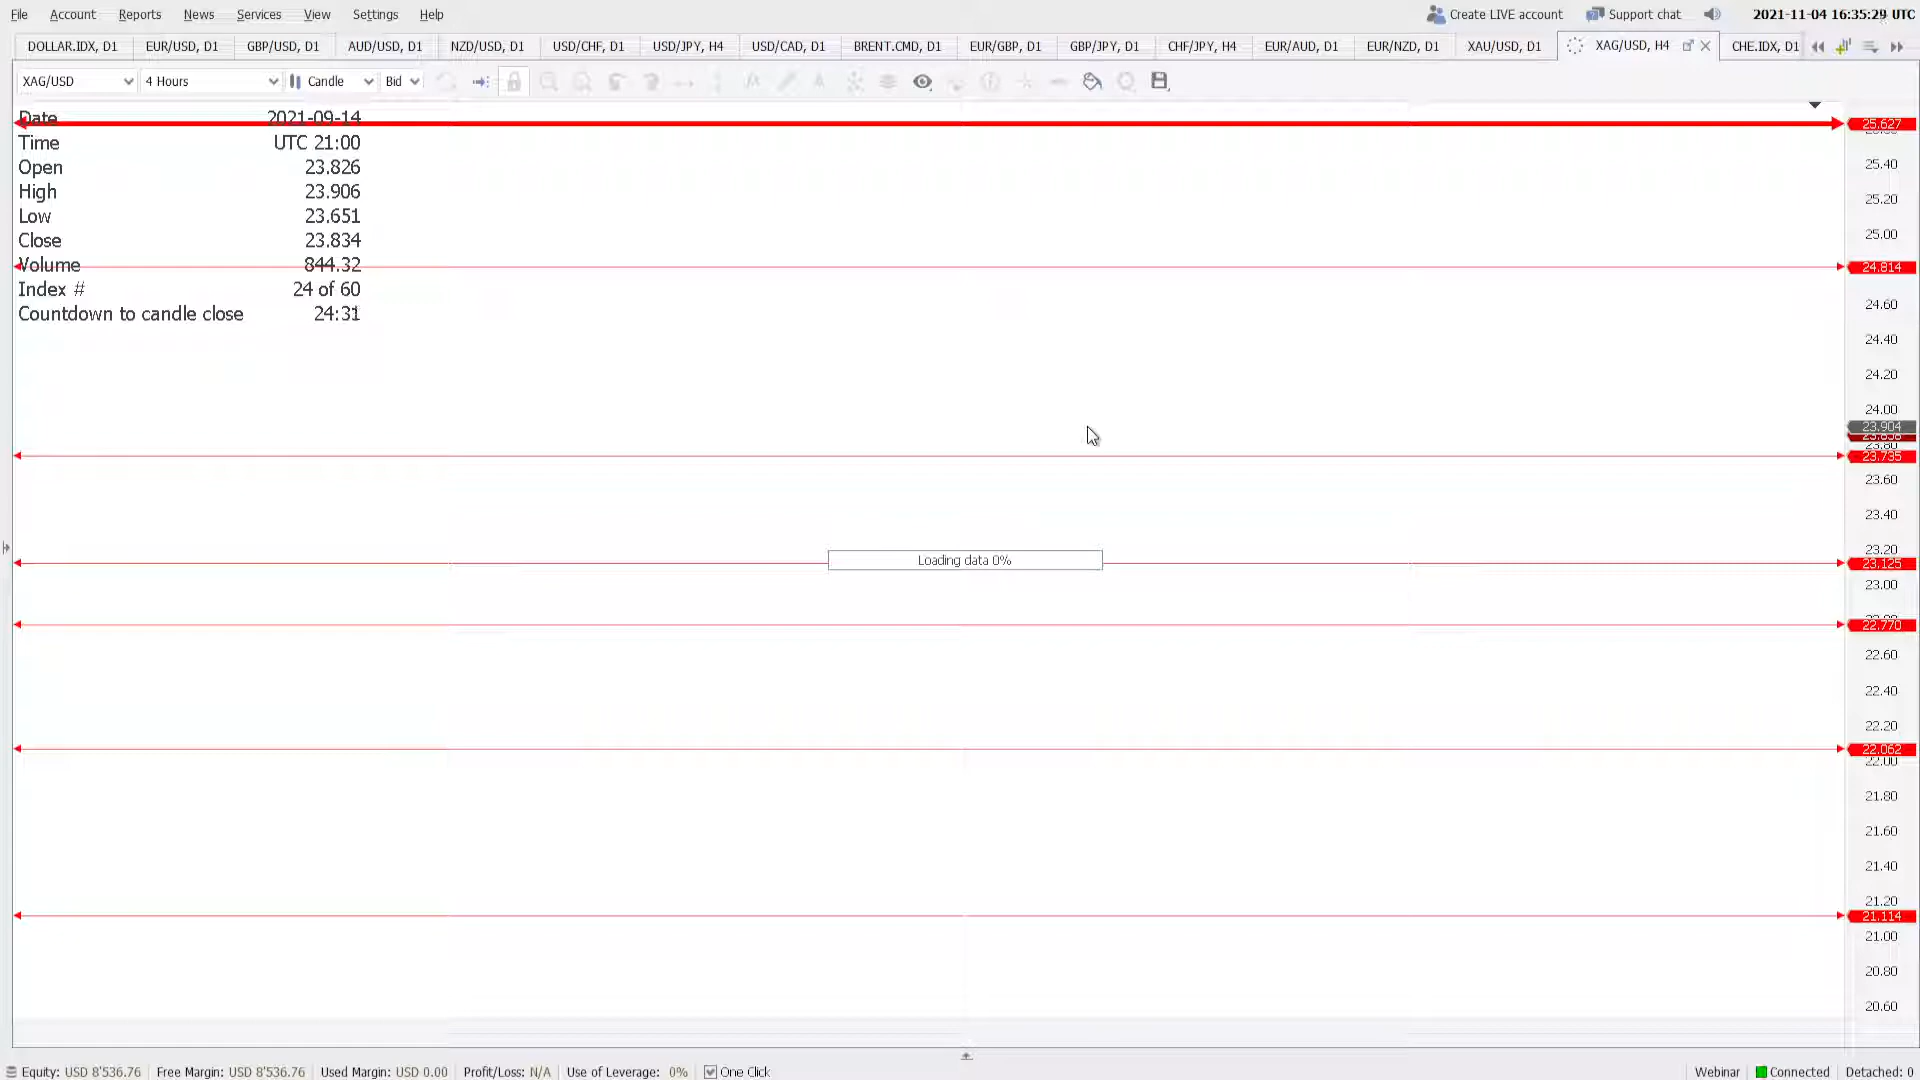 File Account Reports News Services View Settings Help Create LIVE account Support chat 2021-11-04 16:35:29 UTC
DOLLAR.IDX, D1 EUR/USD, D1 GBP/USD, D1 AUD/USD, D1 NZD/USD, D1 USD/CHF, D1 USD/JPY, H4 USD/CAD, D1 BRENT.CMD, D1 EUR/GBP, D1 GBP/JPY, D1 CHF/JPY, H4 EUR/AUD, D1 EUR/NZD, D1 XAU/USD, D1 XAG/USD, H4 CHE.IDX, D1
XAG/USD 4 Hours Candle Bid
Date 2021-09-14
Time UTC 21:00
Open 23.826
High 23.906
Low 23.651
Close 23.834
Volume 844.32
Index # 24 of 60
Countdown to candle close 24:31
25.627
25.40
25.20
25.00
24.814
24.60
24.40
24.20
24.00
23.904
23.80
23.735
23.60
23.40
23.20
Loading data 0%
23.125
23.00
22.770
22.60
22.40
22.20
22.062
22.00
21.80
21.60
21.40
21.20
21.114
21.00
20.80
20.60
Equity: USD 8'536.76 Free Margin: USD 8'536.76 Used Margin: USD 0.00 Profit/Loss: N/A Use of Leverage: 0% One Click Webinar Connected Detached: 0